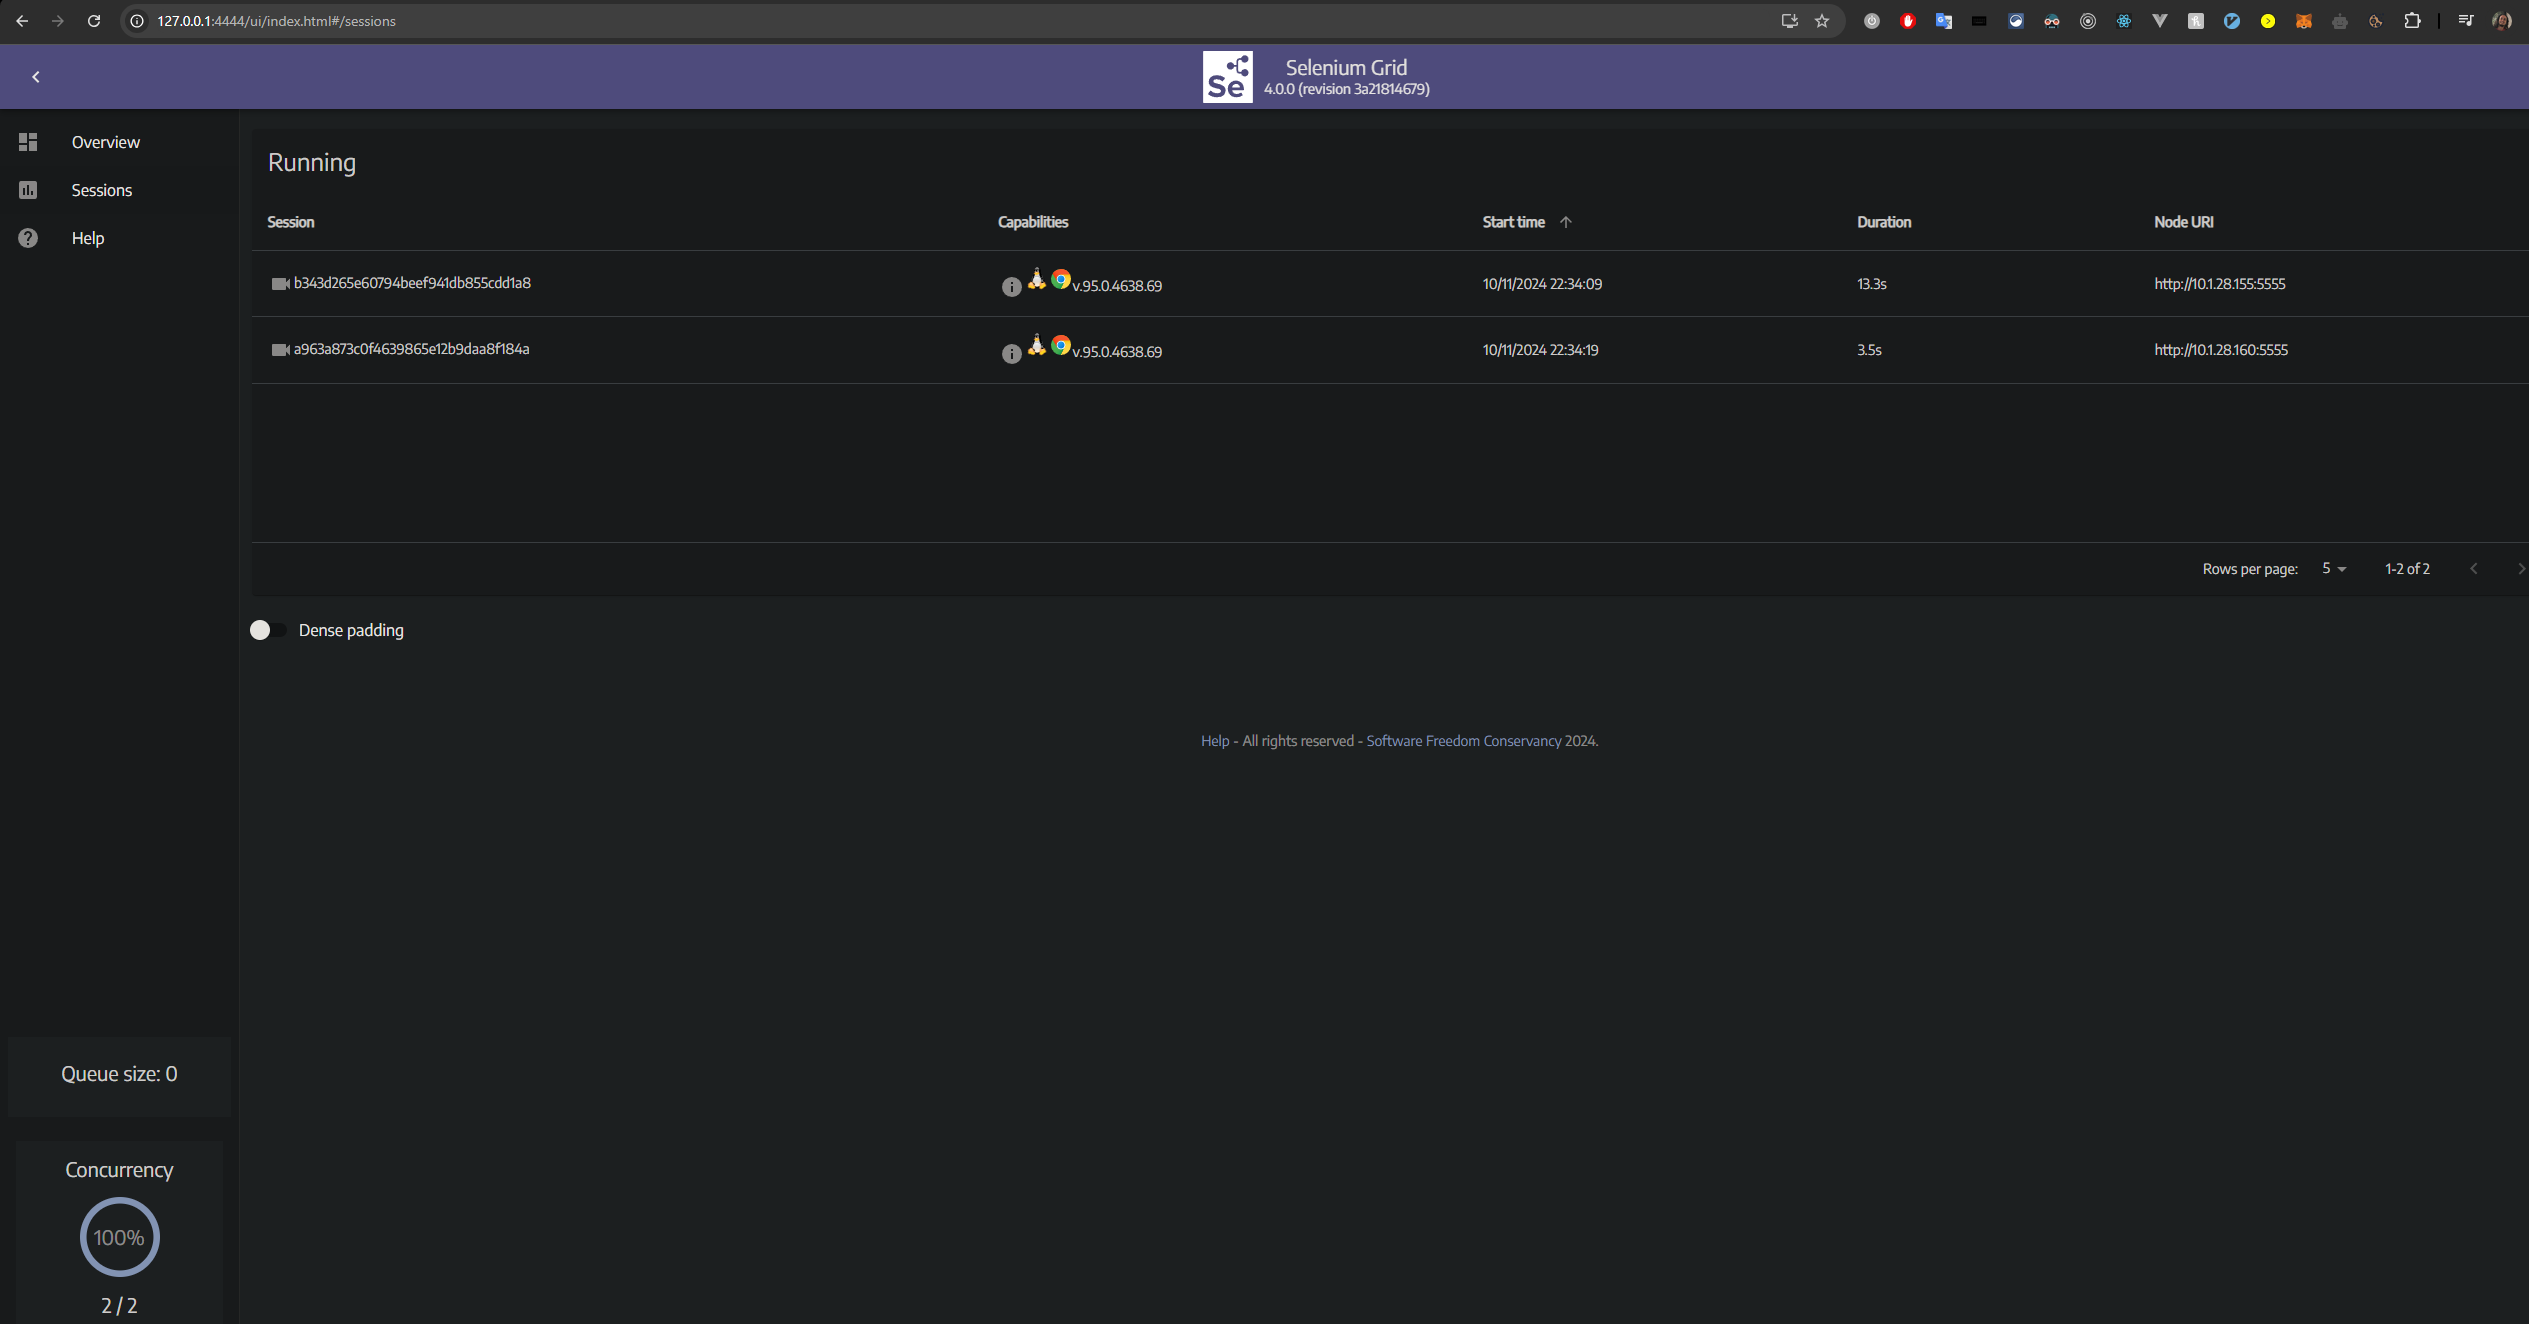 127.0.0.1:4444/ui/index.html#/sessions
Se
Selenium Grid
4.0.0 (revision 3a21814679)
Overview
Sessions
Help
Running
Session Capabilities Start time Duration Node URI
b343d265e60794beef941db855cdd1a8 v.95.0.4638.69 10/11/2024 22:34:09 13.3s http://10.1.28.155:5555
a963a873c0f4639865e12b9daa8f184a v.95.0.4638.69 10/11/2024 22:34:19 3.5s http://10.1.28.160:5555
Rows per page: 5 1-2 of 2
Dense padding
Help - All rights reserved - Software Freedom Conservancy 2024.
Queue size: 0
Concurrency
100%
2 / 2